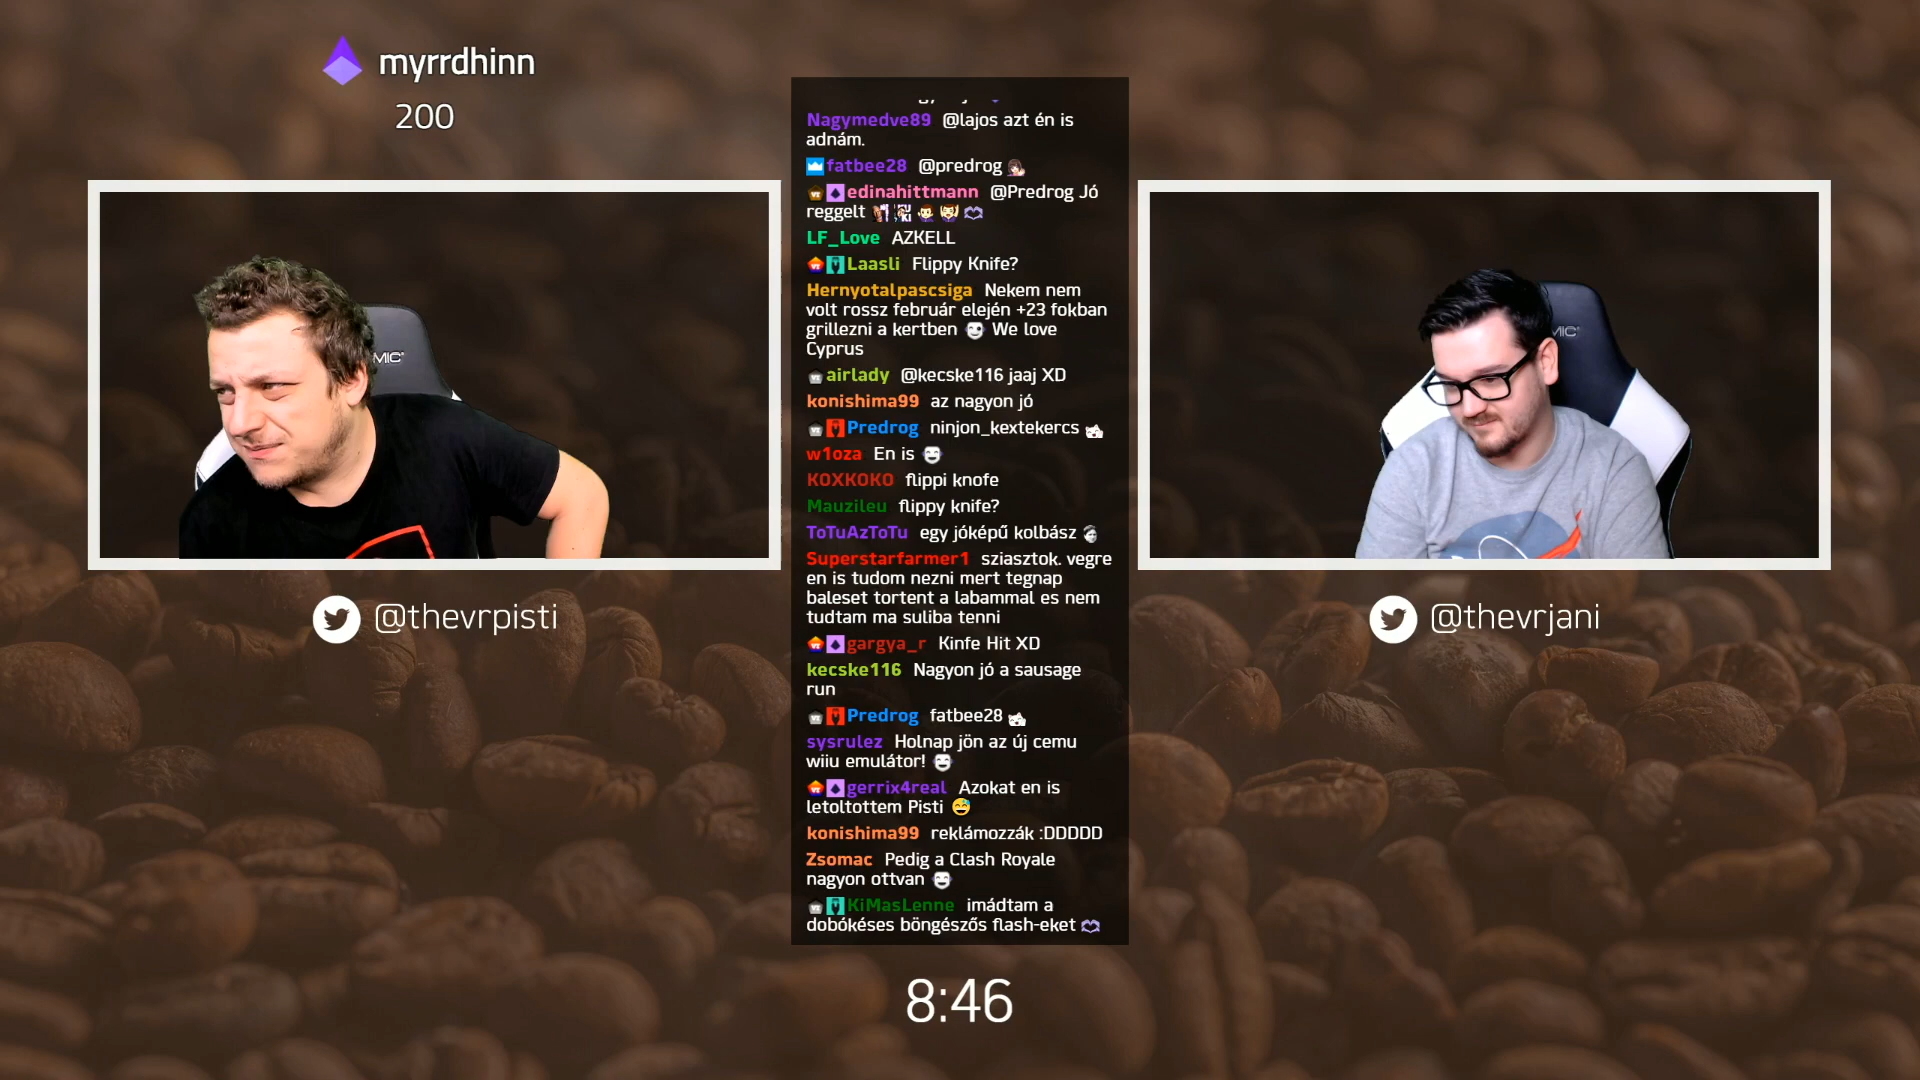 myrrdhinn
200
Nagymedve89 @lajos azt én is
adnám.
fatbee28 @predrog
edinahittmann @Predrog Jó
reggelt
LF_Love AZKELL
Laasli Flippy Knife?
Hernyotalpascsiga Nekem nem
volt rossz február elején +23 fokban
grillezni a kertben We love
Cyprus
airlady @kecske116 jaaj XD
konishima99 az nagyon jó
Predrog ninjon_kextekercs
w1oza En is
KOXKOKO flippi knofe
Mauzileu flippy knife?
ToTuAzToTu egy jóképű kolbász
Superstarfarmer1 sziasztok. vegre
en is tudom nezni mert tegnap
baleset tortent a labammal es nem
tudtam ma suliba tenni
gargya_r Kinfe Hit XD
kecske116 Nagyon jó a sausage
run
Predrog fatbee28
sysrulez Holnap jön az új cemu
wiiu emulátor!
gerrix4real Azokat en is
letoltottem Pisti
konishima99 reklámozzák :DDDDD
Zsomac Pedig a Clash Royale
nagyon ottvan
KiMasLenne imádtam a
dobókéses böngészős flash-eket
MIC
MIC
@thevrpisti
@thevrjani
8:46